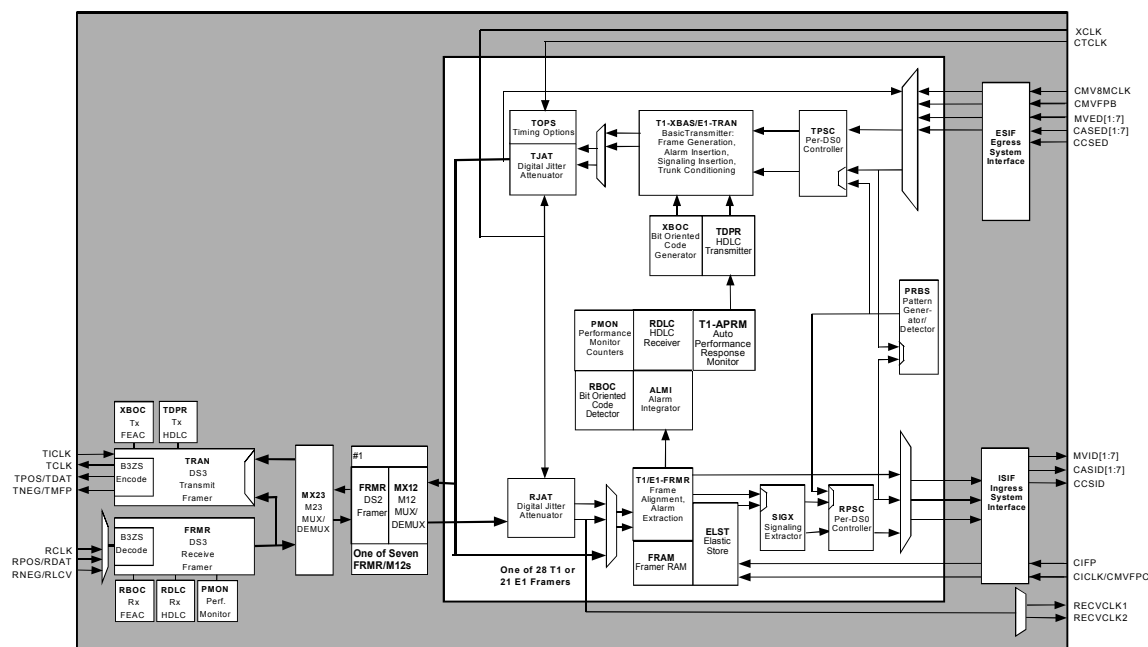 XCLK
CTCLK
TOPS
Timing Options
TJAT
Digital Jitter
Attenuator
T1-XBAS/E1-TRAN
BasicTransmitter:
Frame Generation,
Alarm Insertion,
Signaling Insertion,
Trunk Conditioning
TPSC
Per-DS0
Controller
ESIF
Egress
System
Interface
CMV8MCLK
CMVFPB
MVED[1:7]
CASED[1:7]
CCSED
XBOC
Bit Oriented
Code
Generator
TDPR
HDLC
Transmitter
PRBS
Pattern
Gener-
ator/
Detector
PMON
Performance
Monitor
Counters
RDLC
HDLC
Receiver
T1-APRM
Auto
Performance
Response
Monitor
RBOC
Bit Oriented
Code
Detector
ALMI
Alarm
Integrator
XBOC
Tx
FEAC
TDPR
Tx
HDLC
TICLK
TCLK
TPOS/TDAT
TNEG/TMFP
B3ZS
Encode
TRAN
DS3
Transmit
Framer
RCLK
RPOS/RDAT
RNEG/RLCV
B3ZS
Decode
FRMR
DS3
Receive
Framer
RBOC
Rx
FEAC
RDLC
Rx
HDLC
PMON
Perf.
Monitor
MX23
M23
MUX/
DEMUX
#1
FRMR
DS2
Framer
MX12
M12
MUX/
DEMUX
One of Seven
FRMR/M12s
RJAT
Digital Jitter
Attenuator
T1/E1-FRMR
Frame
Alignment,
Alarm
Extraction
FRAM
Framer RAM
ELST
Elastic
Store
SIGX
Signaling
Extractor
RPSC
Per-DS0
Controller
ISIF
Ingress
System
Interface
MVID[1:7]
CASID[1:7]
CCSID
One of 28 T1 or
21 E1 Framers
CIFP
CICLK/CMVFPC
RECVCLK1
RECVCLK2